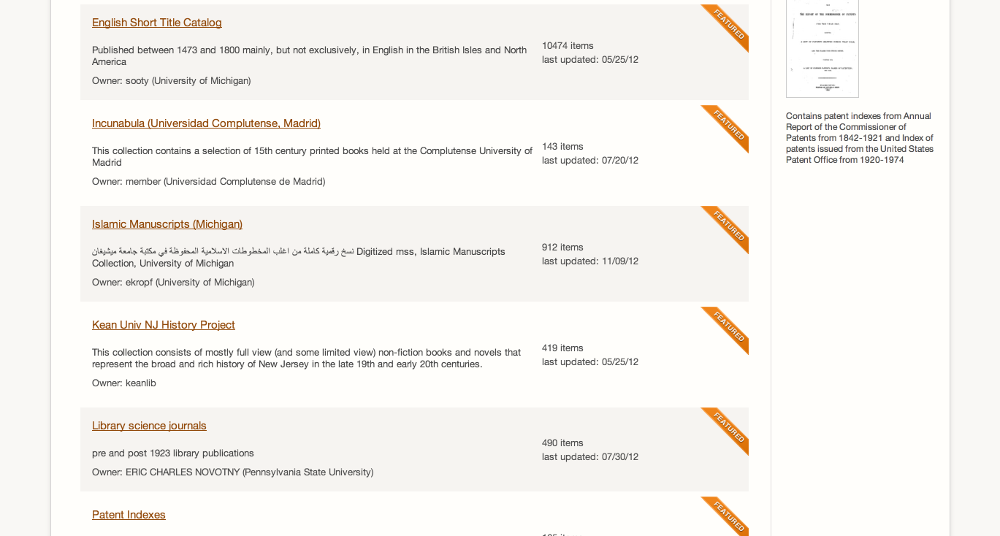 English Short Title Catalog
FEATURED
Published between 1473 and 1800 mainly, but not exclusively, in English in the British Isles and North
America
Owner: sooty (University of Michigan)
10474 items
last updated: 05/25/12
Incunabula (Universidad Complutense, Madrid)
FEATURED
This collection contains a selection of 15th century printed books held at the Complutense University of
Madrid
Owner: member (Universidad Complutense de Madrid)
143 items
last updated: 07/20/12
Islamic Manuscripts (Michigan)
FEATURED
نسخ رقمية كاملة من اغلب المخطوطات الاسلامية المحفوظة في مكتبة جامعة ميشيغان Digitized mss, Islamic Manuscripts
Collection, University of Michigan
Owner: ekropf (University of Michigan)
912 items
last updated: 11/09/12
Kean Univ NJ History Project
FEATURED
This collection consists of mostly full view (and some limited view) non-fiction books and novels that
represent the broad and rich history of New Jersey in the late 19th and early 20th centuries.
Owner: keanlib
419 items
last updated: 05/25/12
Library science journals
FEATURED
pre and post 1923 library publications
Owner: ERIC CHARLES NOVOTNY (Pennsylvania State University)
490 items
last updated: 07/30/12
Patent Indexes
FEATURED
Contains patent indexes from Annual
Report of the Commissioner of
Patents from 1842-1921 and Index of
patents issued from the United States
Patent Office from 1920-1974